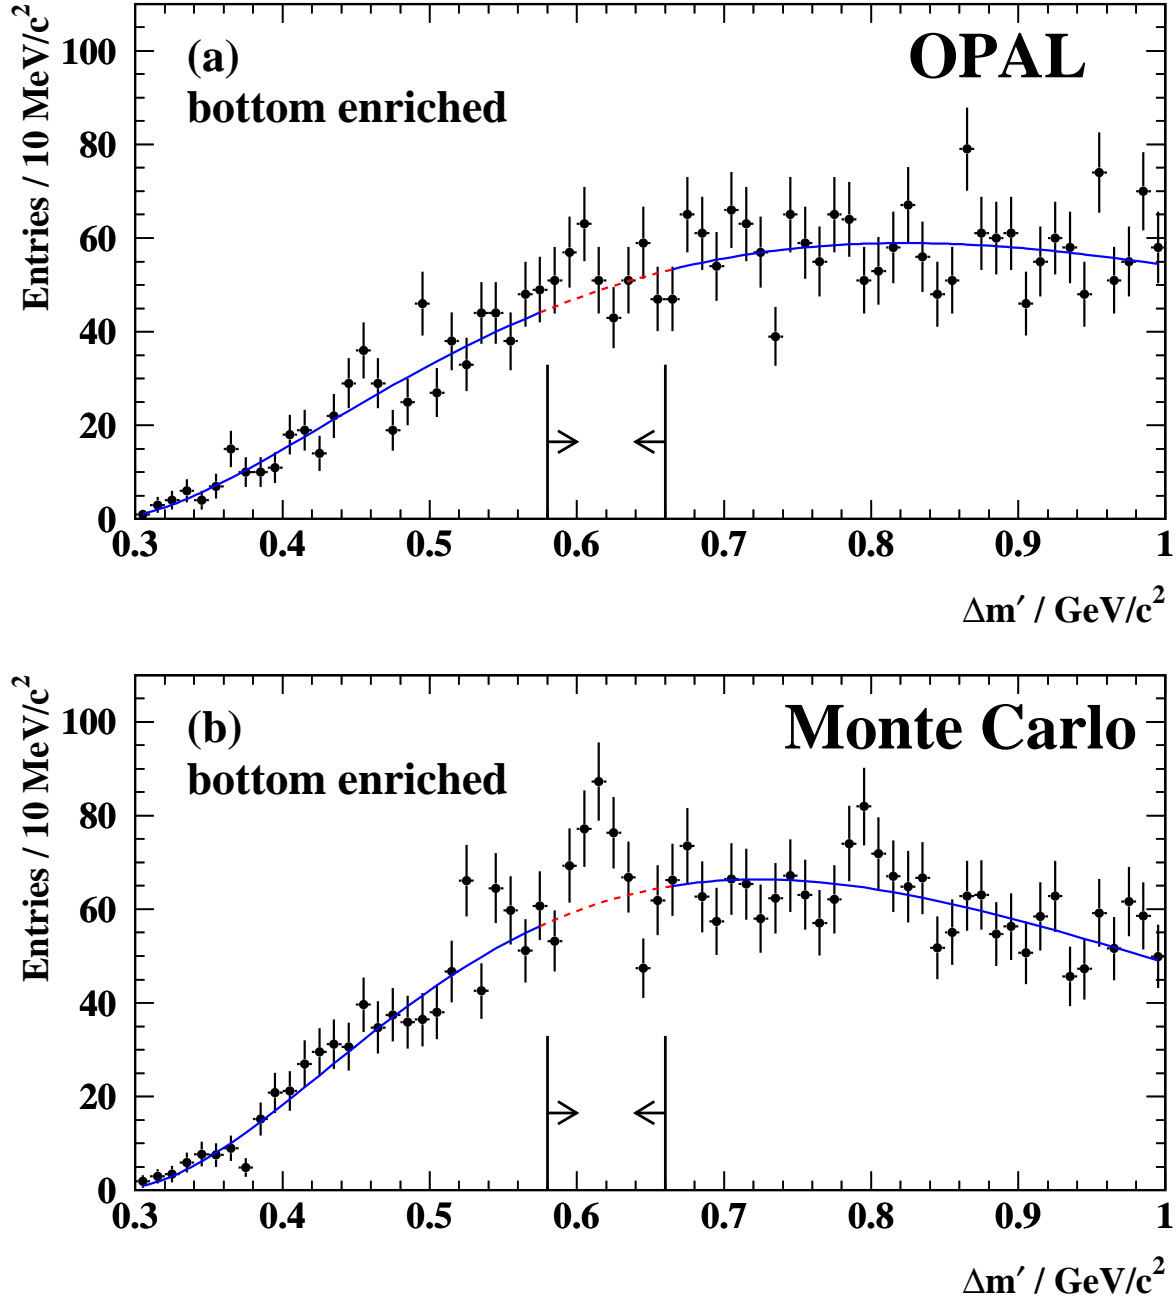 (a)
OPAL
bottom enriched
Entries / 10 MeV/c²
100
80
60
40
20
0
0.3 0.4 0.5 0.6 0.7 0.8 0.9 1
Δm′ / GeV/c²
(b)
Monte Carlo
bottom enriched
Entries / 10 MeV/c²
100
80
60
40
20
0
0.3 0.4 0.5 0.6 0.7 0.8 0.9 1
Δm′ / GeV/c²